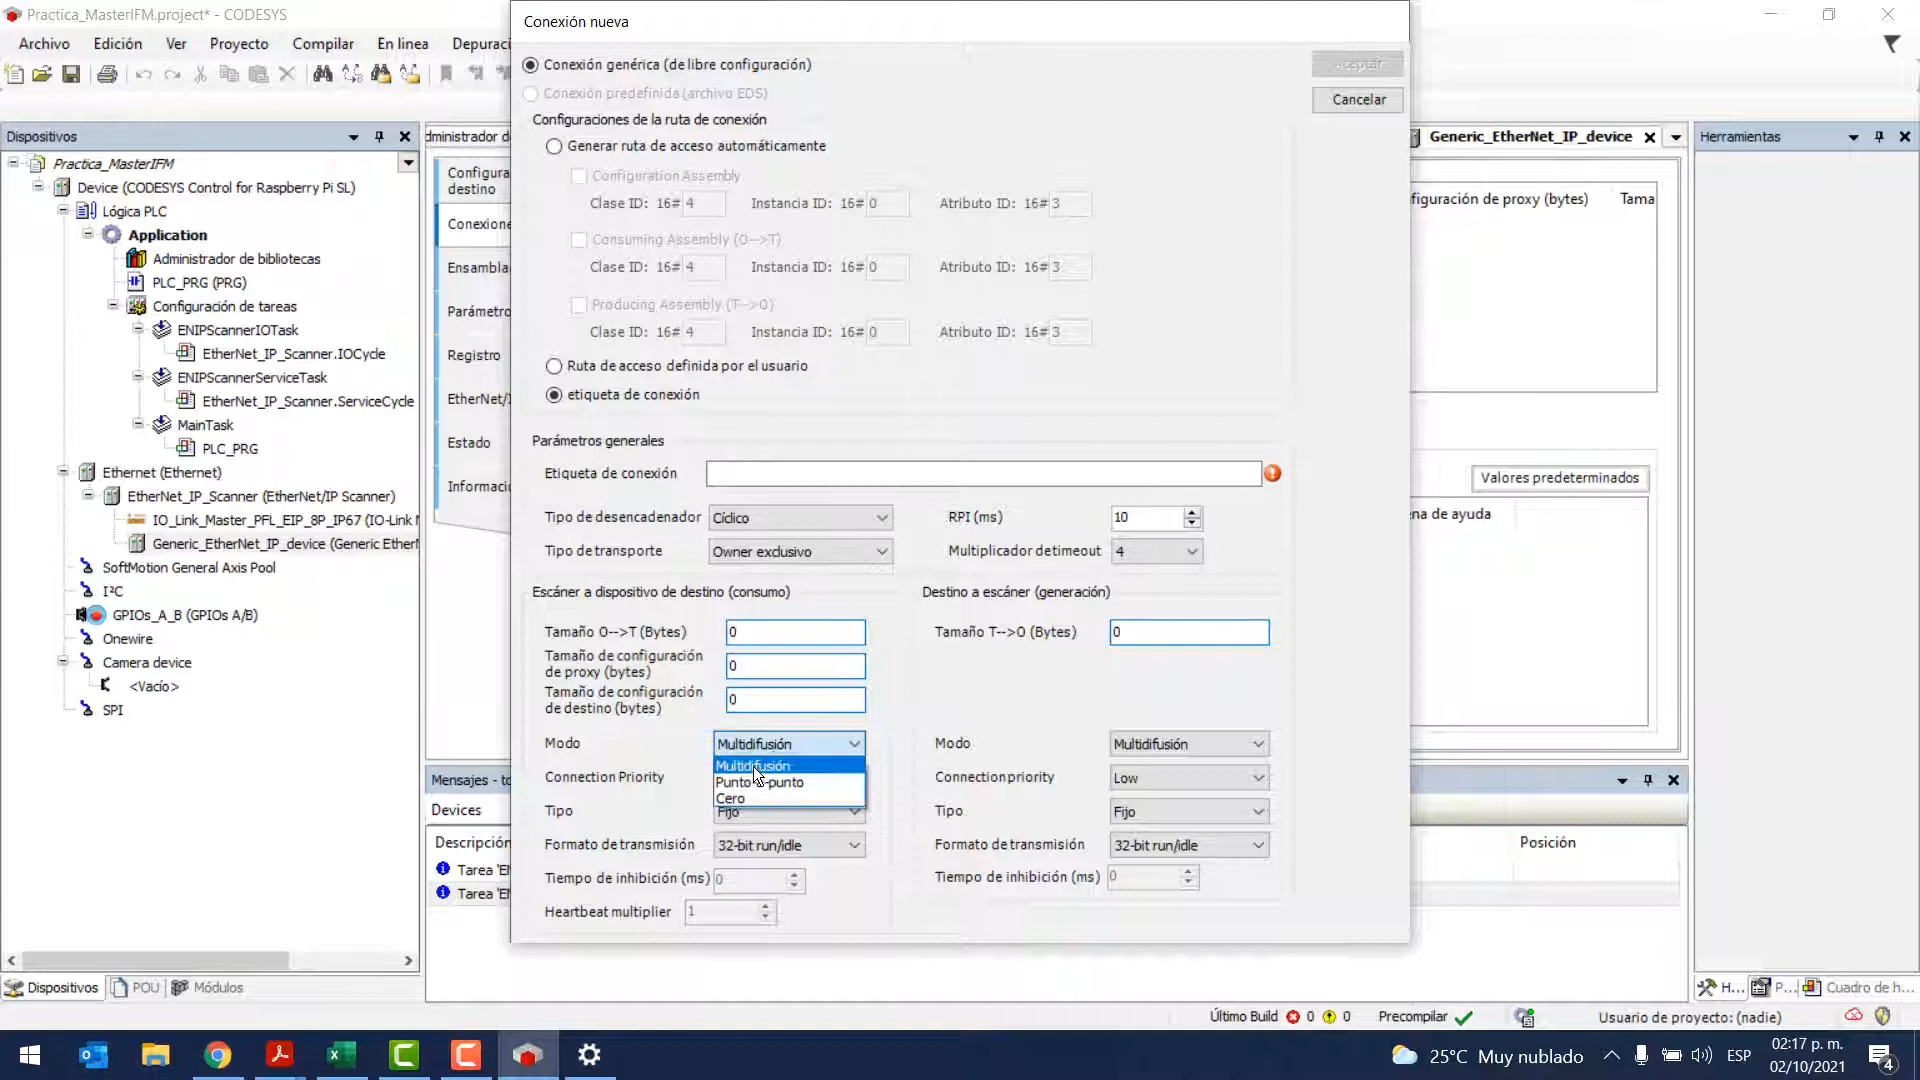 Practica_MasterIFM.project* - CODESYS
Archivo Edición Ver Proyecto Compilar En línea Depuraci
Conexión nueva
Conexión genérica (de libre configuración)
Aceptar
Conexión predefinida (archivo EDS)
Cancelar
Configuraciones de la ruta de conexión
Generar ruta de acceso automáticamente
Configuration Assembly
Clase ID: 16# 4 Instancia ID: 16# 0 Atributo ID: 16# 3
Consuming Assembly (O-->T)
Clase ID: 16# 4 Instancia ID: 16# 0 Atributo ID: 16# 3
Producing Assembly (T-->O)
Clase ID: 16# 4 Instancia ID: 16# 0 Atributo ID: 16# 3
Ruta de acceso definida por el usuario
etiqueta de conexión
Parámetros generales
Etiqueta de conexión
Tipo de desencadenador Cíclico RPI (ms) 10
Tipo de transporte Owner exclusivo Multiplicador de timeout 4
Escáner a dispositivo de destino (consumo) Destino a escáner (generación)
Tamaño O-->T (Bytes) 0 Tamaño T-->O (Bytes) 0
Tamaño de configuración
de proxy (bytes) 0
Tamaño de configuración
de destino (bytes) 0
Modo Multidifusión Modo Multidifusión
Multidifusión
Connection Priority Connection priority Low
Punto a punto
Cero
Tipo Fijo Tipo Fijo
Formato de transmisión 32-bit run/idle Formato de transmisión 32-bit run/idle
Tiempo de inhibición (ms) 0 Tiempo de inhibición (ms) 0
Heartbeat multiplier 1
Dispositivos
Practica_MasterIFM
Device (CODESYS Control for Raspberry Pi SL)
Lógica PLC
Application
Administrador de bibliotecas
PLC_PRG (PRG)
Configuración de tareas
ENIPScannerIOTask
EtherNet_IP_Scanner.IOCycle
ENIPScannerServiceTask
EtherNet_IP_Scanner.ServiceCycle
MainTask
PLC_PRG
Ethernet (Ethernet)
EtherNet_IP_Scanner (EtherNet/IP Scanner)
IO_Link_Master_PFL_EIP_8P_IP67 (IO-Link
Generic_EtherNet_IP_device (Generic Ether
SoftMotion General Axis Pool
I²C
GPIOs_A_B (GPIOs A/B)
Onewire
Camera device
<Vacío>
SPI
Dispositivos POU Módulos
dministrador d
Configura
destino
Conexione
Ensambla
Parámetro
Registro
EtherNet/I
Estado
Informaci
Generic_EtherNet_IP_device
figuración de proxy (bytes) Tama
Valores predeterminados
na de ayuda
Herramientas
Mensajes - to
Devices
Descripción Posición
Tarea 'E
Tarea 'E
H... P... Cuadro de h...
Último Build 0 0 Precompilar Usuario de proyecto: (nadie)
25°C Muy nublado ESP 02:17 p. m.
02/10/2021
4